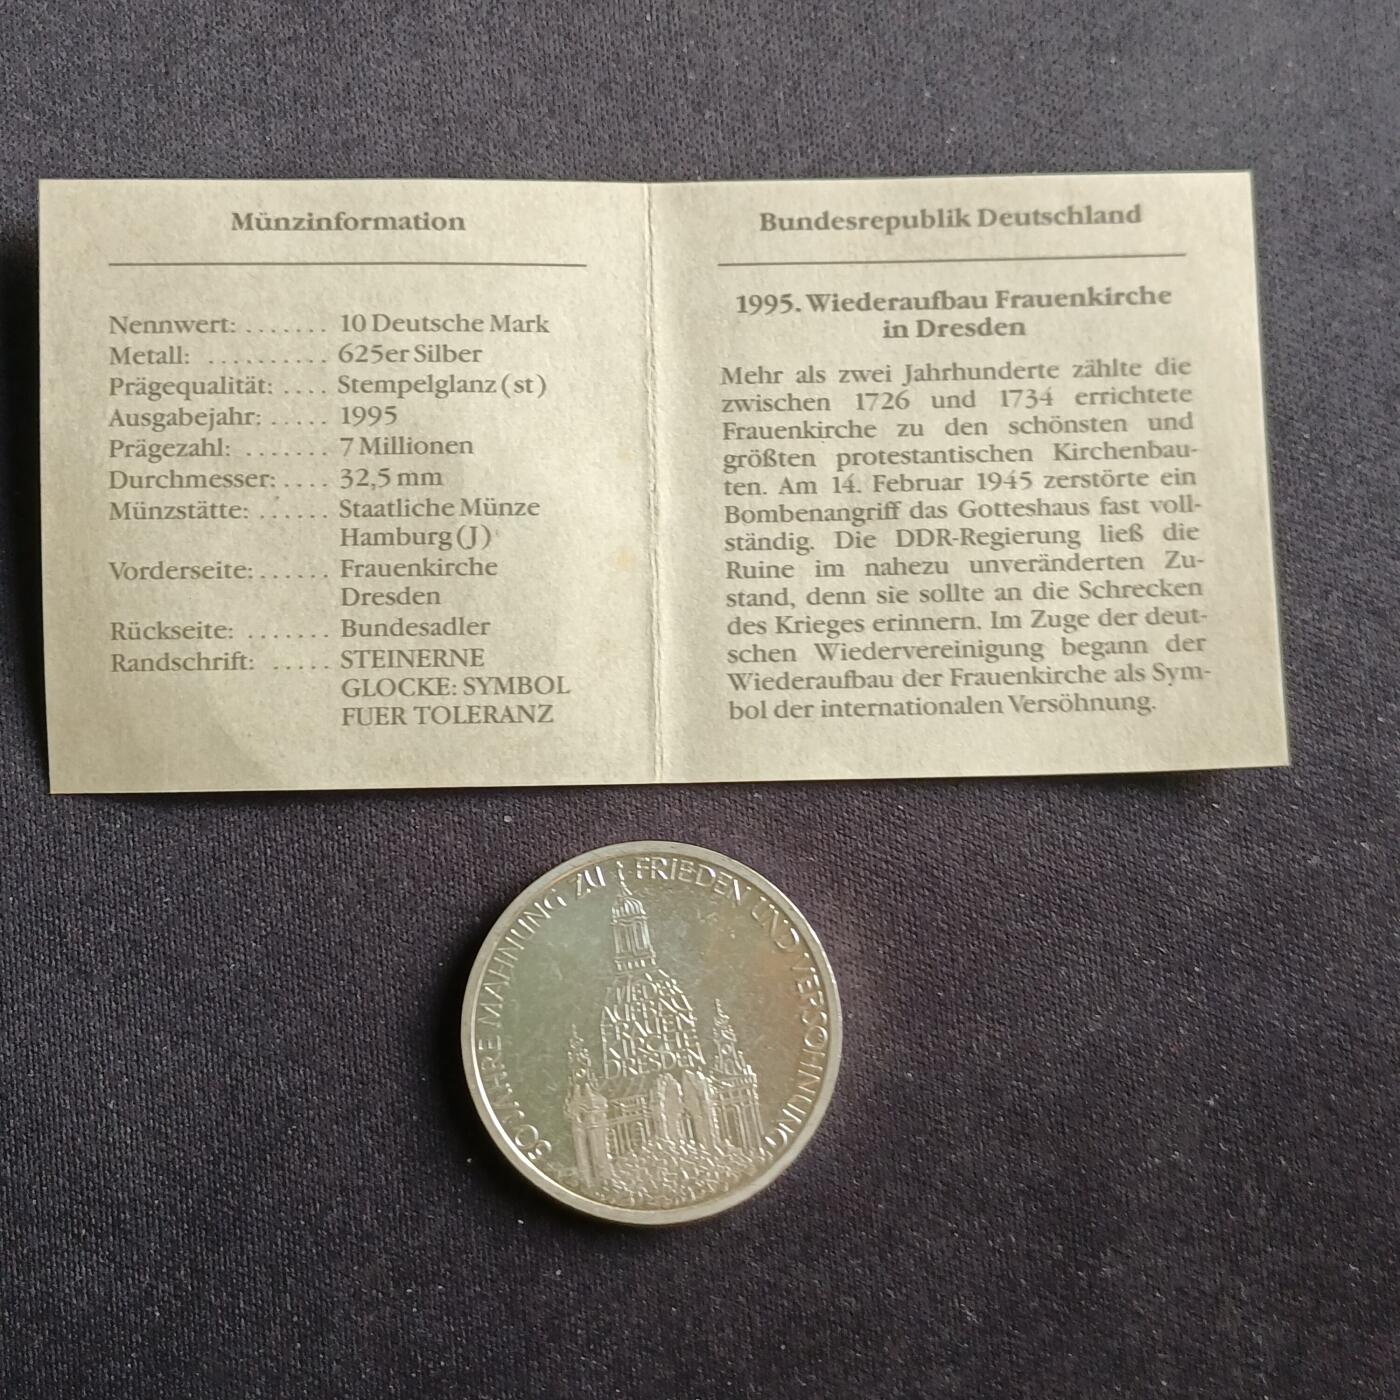 Münzinformation
Nennwert: ....... 10 Deutsche Mark
Metall: .......... 625er Silber
Prägequalität: .... Stempelglanz (st)
Ausgabejahr: ..... 1995
Prägezahl: ....... 7 Millionen
Durchmesser: .... 32,5 mm
Münzstätte: ...... Staatliche Münze
Hamburg (J)
Vorderseite: ...... Frauenkirche
Dresden
Rückseite: ....... Bundesadler
Randschrift: ..... STEINERNE
GLOCKE: SYMBOL
FUER TOLERANZ
Bundesrepublik Deutschland
1995. Wiederaufbau Frauenkirche
in Dresden
Mehr als zwei Jahrhunderte zählte die
zwischen 1726 und 1734 errichtete
Frauenkirche zu den schönsten und
größten protestantischen Kirchenbau-
ten. Am 14. Februar 1945 zerstörte ein
Bombenangriff das Gotteshaus fast voll-
ständig. Die DDR-Regierung ließ die
Ruine im nahezu unveränderten Zu-
stand, denn sie sollte an die Schrecken
des Krieges erinnern. Im Zuge der deut-
schen Wiedervereinigung begann der
Wiederaufbau der Frauenkirche als Sym-
bol der internationalen Versöhnung.
50 JAHRE MAHNUNG ZU FRIEDEN UND VERSÖHNUNG
WIEDER
AUFBAU
FRAUEN
KIRCHE
DRESDEN